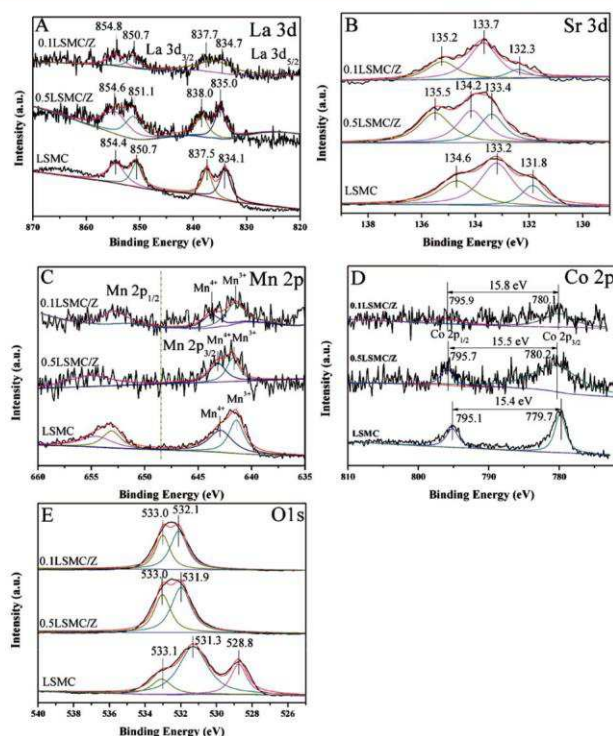 A
La 3d
854.8
850.7
837.7
834.7
La 3d3/2
La 3d5/2
0.1LSMC/Z
835.0
854.6
851.1
838.0
0.5LSMC/Z
854.4
850.7
837.5
834.1
LSMC
Intensity (a.u.)
870 860 850 840 830 820
Binding Energy (eV)
B
Sr 3d
135.2
133.7
132.3
0.1LSMC/Z
135.5
134.2
133.4
0.5LSMC/Z
134.6
133.2
131.8
LSMC
Intensity (a.u.)
138 136 134 132 130
Binding Energy (eV)
C
Mn 2p
Mn 2p1/2
Mn4+
Mn3+
0.1LSMC/Z
Mn 2p3/2
Mn4+
Mn3+
0.5LSMC/Z
Mn3+
Mn4+
LSMC
Intensity (a.u.)
660 655 650 645 640 635
Binding Energy (eV)
D
Co 2p
15.8 eV
0.1LSMC/Z
795.9
780.1
Co 2p1/2
Co 2p3/2
15.5 eV
0.5LSMC/Z
795.7
780.2
15.4 eV
795.1
779.7
LSMC
Intensity (a.u.)
810 800 790 780
Binding Energy (eV)
E
O1s
533.0
532.1
0.1LSMC/Z
533.0
531.9
0.5LSMC/Z
533.1
531.3
528.8
LSMC
Intensity (a.u.)
540 538 536 534 532 530 528 526
Binding Energy (eV)